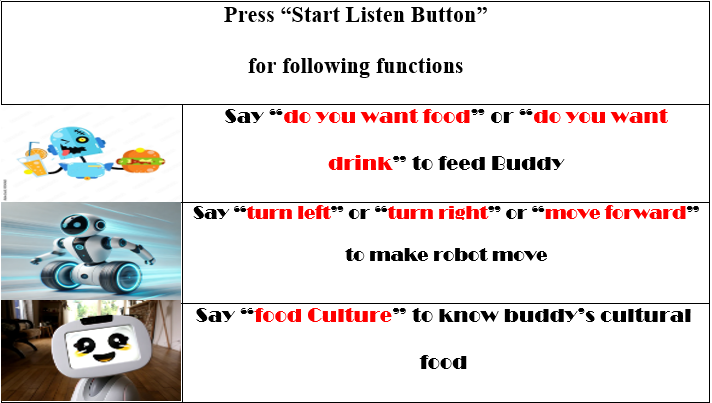 Press “Start Listen Button”
for following functions
Say “do you want food” or “do you want
drink” to feed Buddy
Say “turn left” or “turn right” or “move forward”
to make robot move
Say “food Culture” to know buddy’s cultural
food